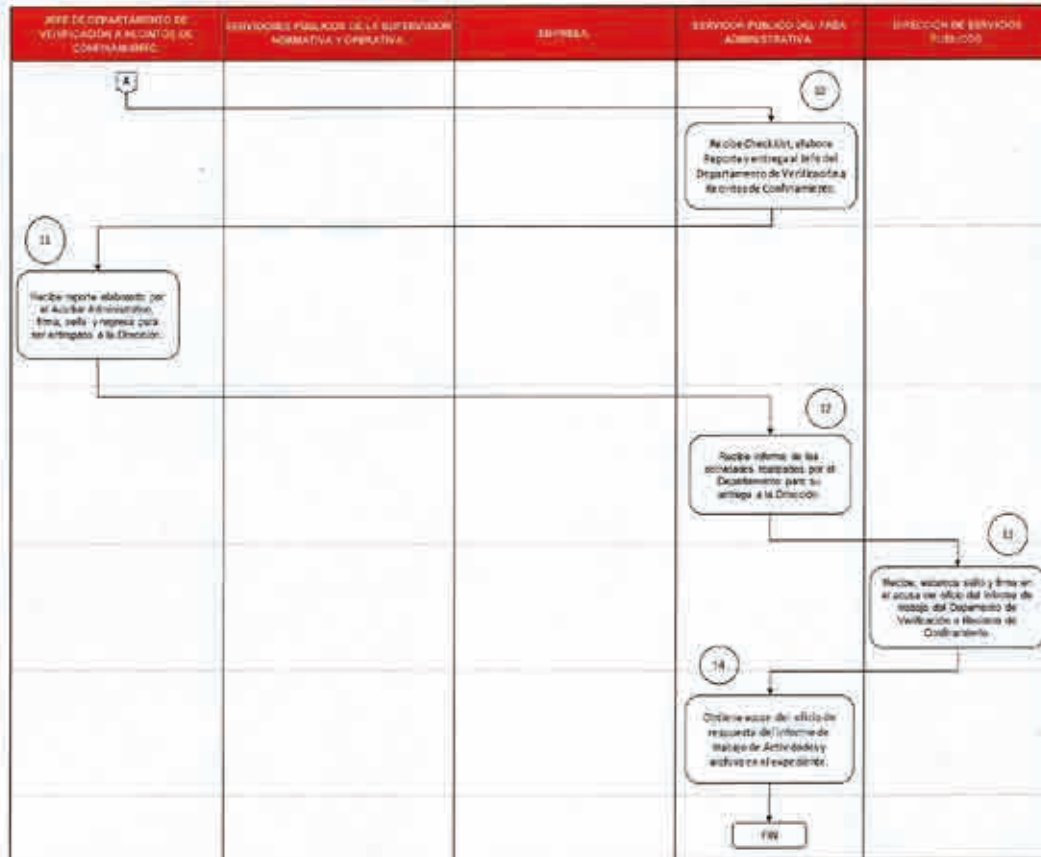 JEFE DE DEPARTAMENTO DE
VERIFICACIÓN A RECINTOS DE
CONFINAMIENTO.
SERVIDORES PÚBLICOS DE LA SUPERVISION
NORMATIVA Y OPERATIVA.
EMPRESA.
SERVIDOR PÚBLICO DEL ÁREA
ADMINISTRATIVA
DIRECCIÓN DE SERVICIOS
PÚBLICOS
A
10
Recibe Check List, elabora
Reporte y entrega al Jefe del
Departamento de Verificación a
Recintos de Confinamiento.
11
Recibe reporte elaborado por
el Auxiliar Administrativo,
firma, sella y regresa para
ser entregado a la Dirección.
12
Recibe informe de las
actividades realizadas por el
Departamento para su
entrega a la Dirección.
13
Recibe, estampa sello y firma en
el acuse del oficio del informe de
trabajo del Departamento de
Verificación a Recintos de
Confinamiento.
14
Obtiene acuse del oficio de
respuesta del informe de
trabajo de Actividades y
archiva en el expediente.
FIN